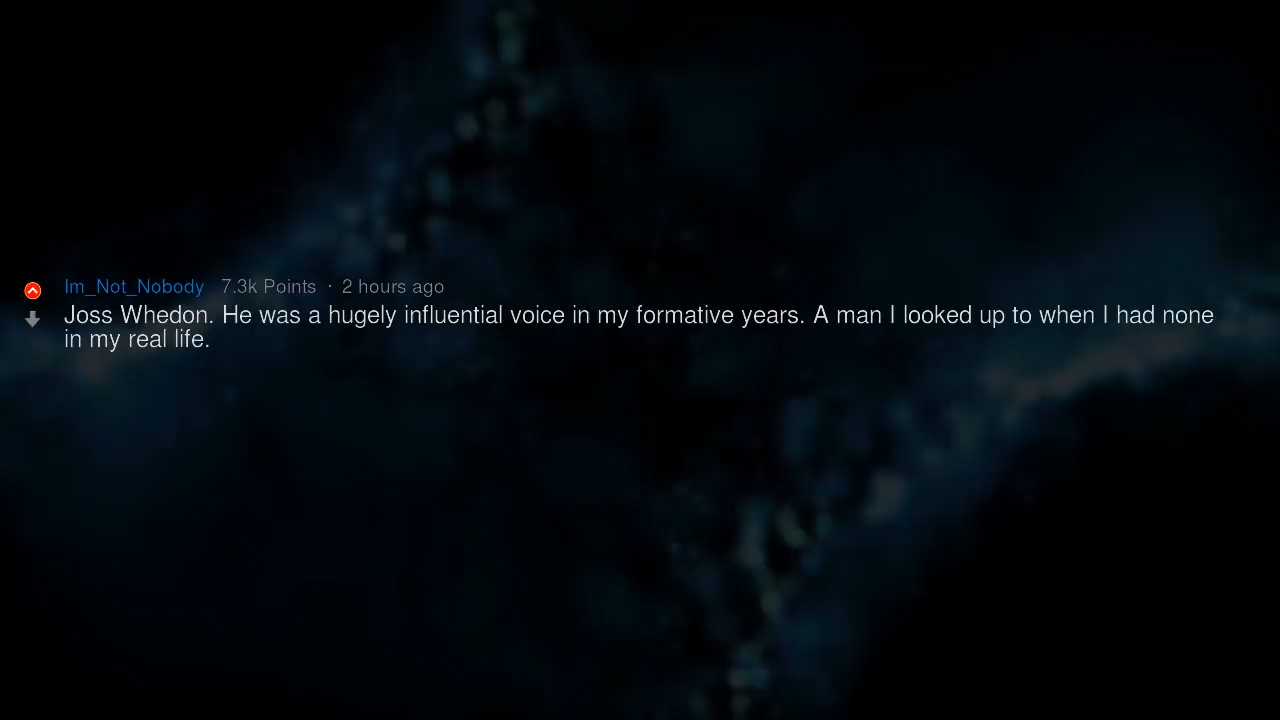 Im_Not_Nobody 7.3k Points · 2 hours ago
Joss Whedon. He was a hugely influential voice in my formative years. A man I looked up to when I had none
in my real life.